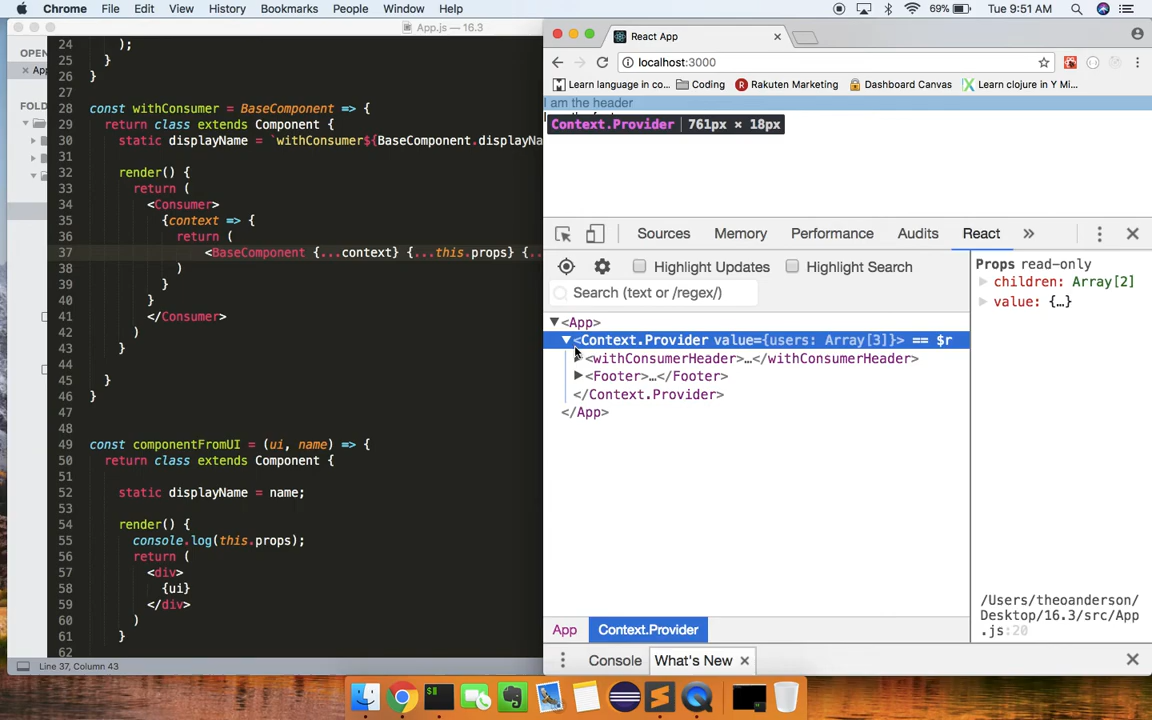 Chrome File Edit View History Bookmarks People Window Help 69% Tue 9:51 AM
App.js — 16.3
OPEN
× App
FOLD
24 );
25 }
26 }
27
28 const withConsumer = BaseComponent => {
29 return class extends Component {
30 static displayName = `withConsumer${BaseComponent.displayNa
31
32 render() {
33 return (
34 <Consumer>
35 {context => {
36 return (
37 <BaseComponent {...context} {...this.props} {..
38 )
39 }
40 }
41 </Consumer>
42 )
43 }
44
45 }
46 }
47
48
49 const componentFromUI = (ui, name) => {
50 return class extends Component {
51
52 static displayName = name;
53
54 render() {
55 console.log(this.props);
56 return (
57 <div>
58 {ui}
59 </div>
60 )
61 }
62
Line 37, Column 43
React App ×
localhost:3000
Learn language in co... Coding Rakuten Marketing Dashboard Canvas Learn clojure in Y Mi...
I am the header
Context.Provider | 761px × 18px
Sources Memory Performance Audits React »
Highlight Updates Highlight Search
Search (text or /regex/)
<App>
<Context.Provider value={users: Array[3]}> == $r
<withConsumerHeader>…</withConsumerHeader>
<Footer>…</Footer>
</Context.Provider>
</App>
Props read-only
children: Array[2]
value: {…}
/Users/theoanderson/
Desktop/16.3/src/App
.js:20
App Context.Provider
Console What's New ×